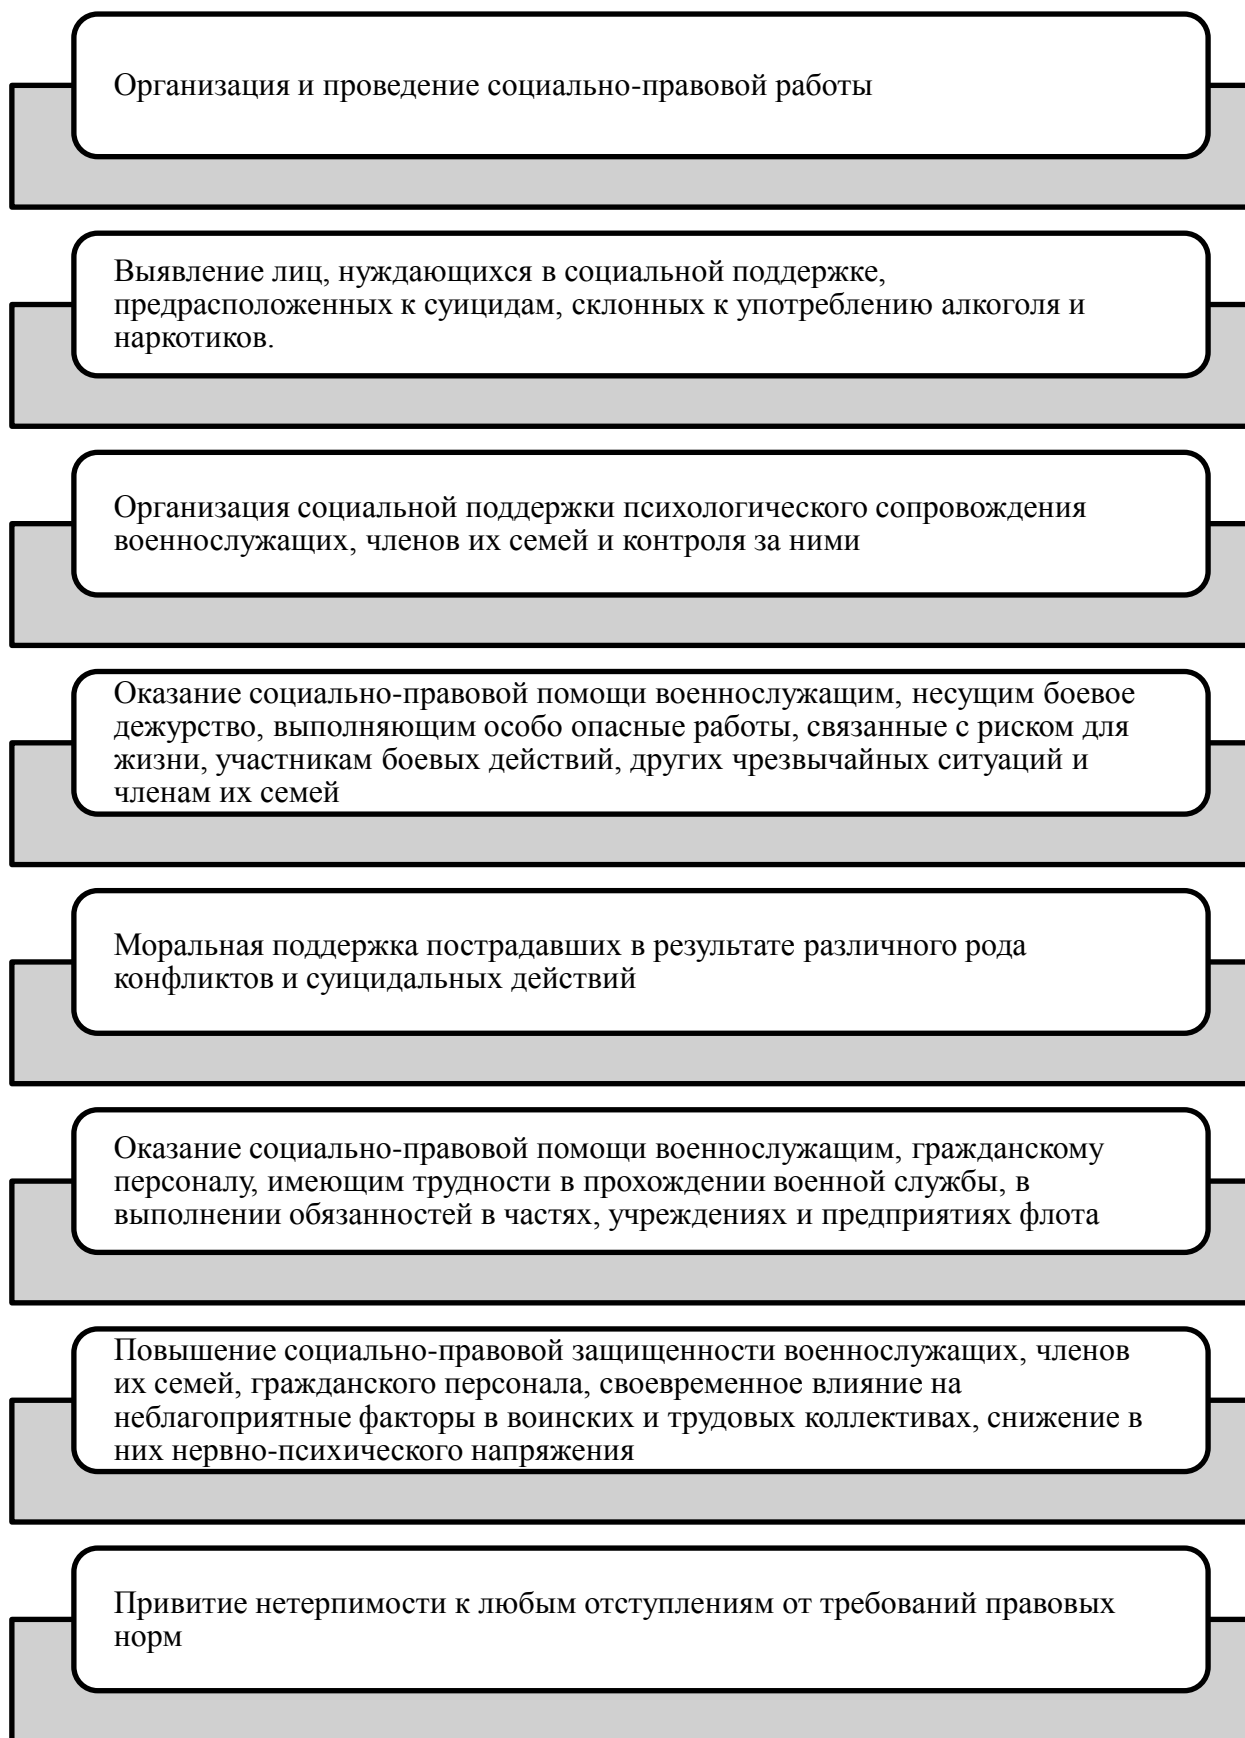 Организация и проведение социально-правовой работы
Выявление лиц, нуждающихся в социальной поддержке,
предрасположенных к суицидам, склонных к употреблению алкоголя и
наркотиков.
Организация социальной поддержки психологического сопровождения
военнослужащих, членов их семей и контроля за ними
Оказание социально-правовой помощи военнослужащим, несущим боевое
дежурство, выполняющим особо опасные работы, связанные с риском для
жизни, участникам боевых действий, других чрезвычайных ситуаций и
членам их семей
Моральная поддержка пострадавших в результате различного рода
конфликтов и суицидальных действий
Оказание социально-правовой помощи военнослужащим, гражданскому
персоналу, имеющим трудности в прохождении военной службы, в
выполнении обязанностей в частях, учреждениях и предприятиях флота
Повышение социально-правовой защищенности военнослужащих, членов
их семей, гражданского персонала, своевременное влияние на
неблагоприятные факторы в воинских и трудовых коллективах, снижение в
них нервно-психического напряжения
Привитие нетерпимости к любым отступлениям от требований правовых
норм